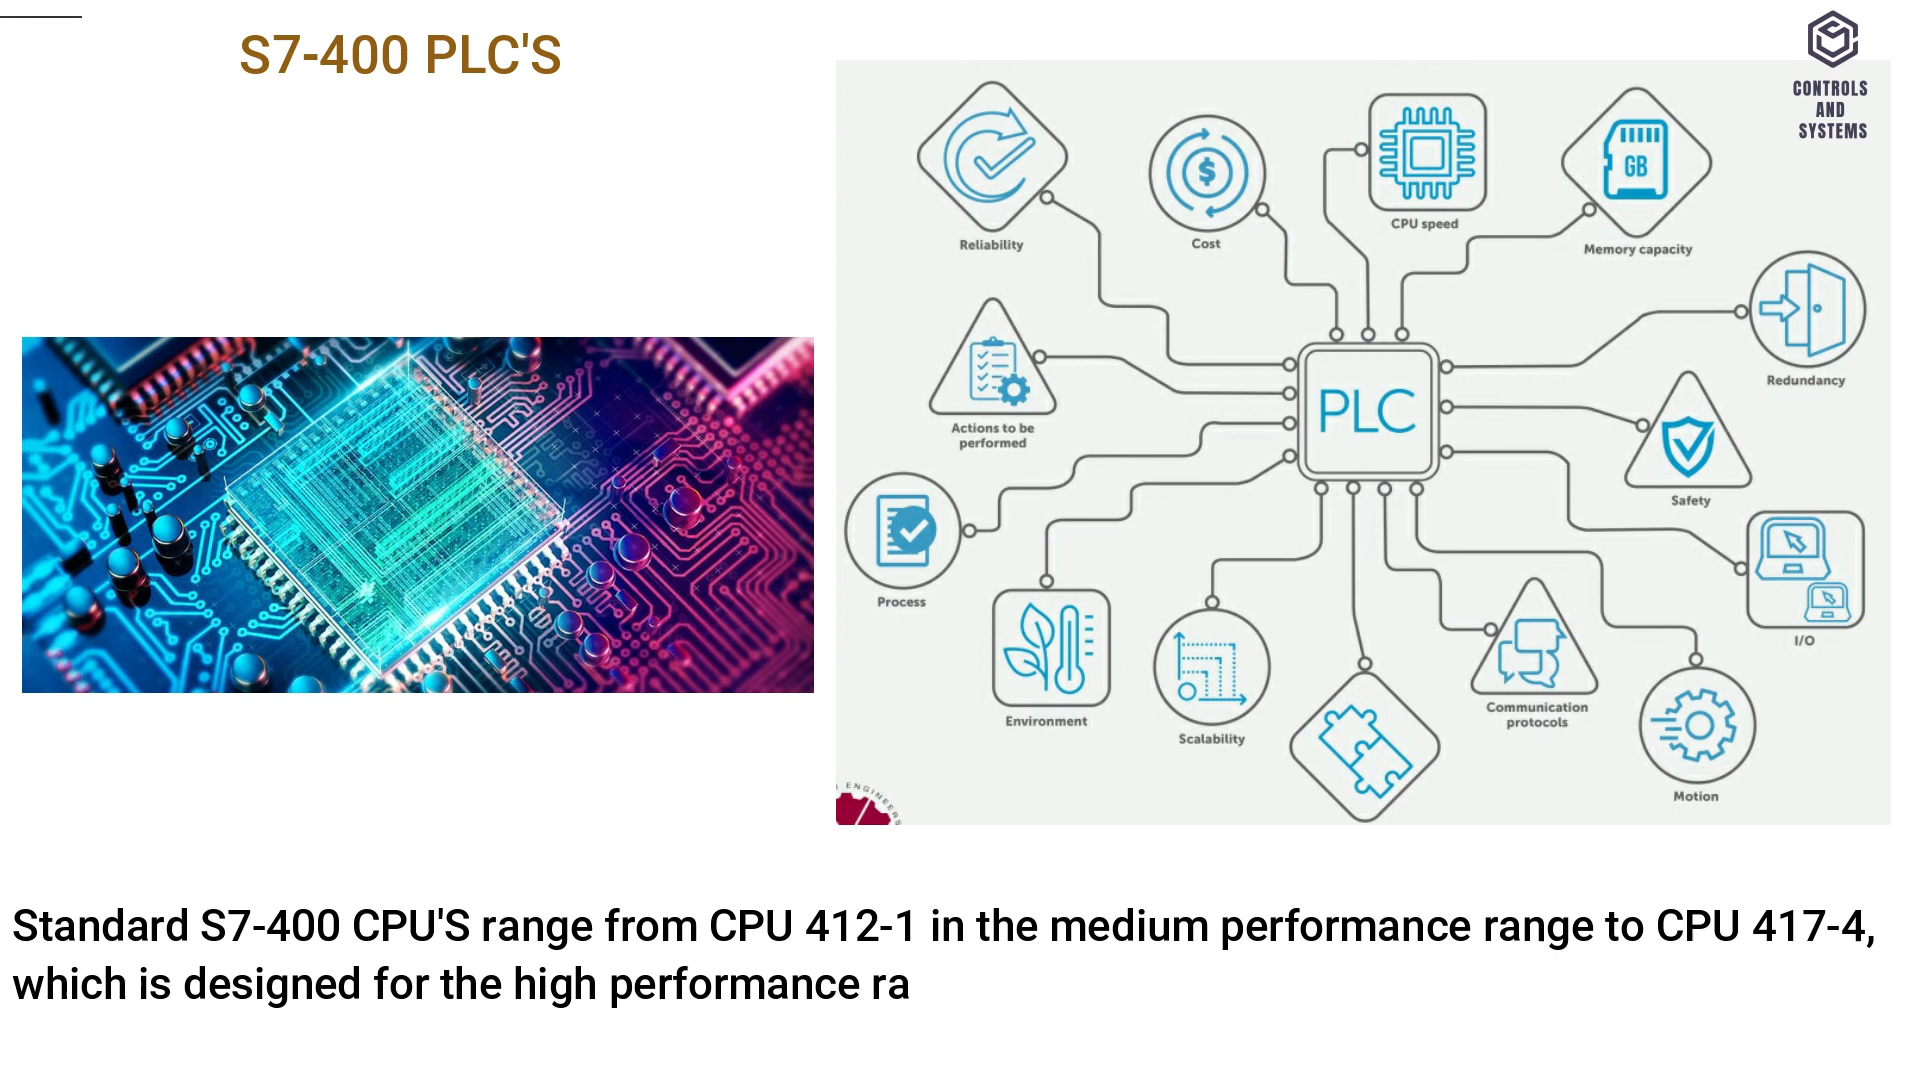 S7-400 PLC'S
CONTROLS
AND
SYSTEMS
Reliability
Cost
CPU speed
GB
Memory capacity
Redundancy
Actions to be
performed
PLC
Safety
Process
I/O
Environment
Scalability
Communication
protocols
Motion
ENGINEERS
Standard S7-400 CPU'S range from CPU 412-1 in the medium performance range to CPU 417-4,
which is designed for the high performance ra